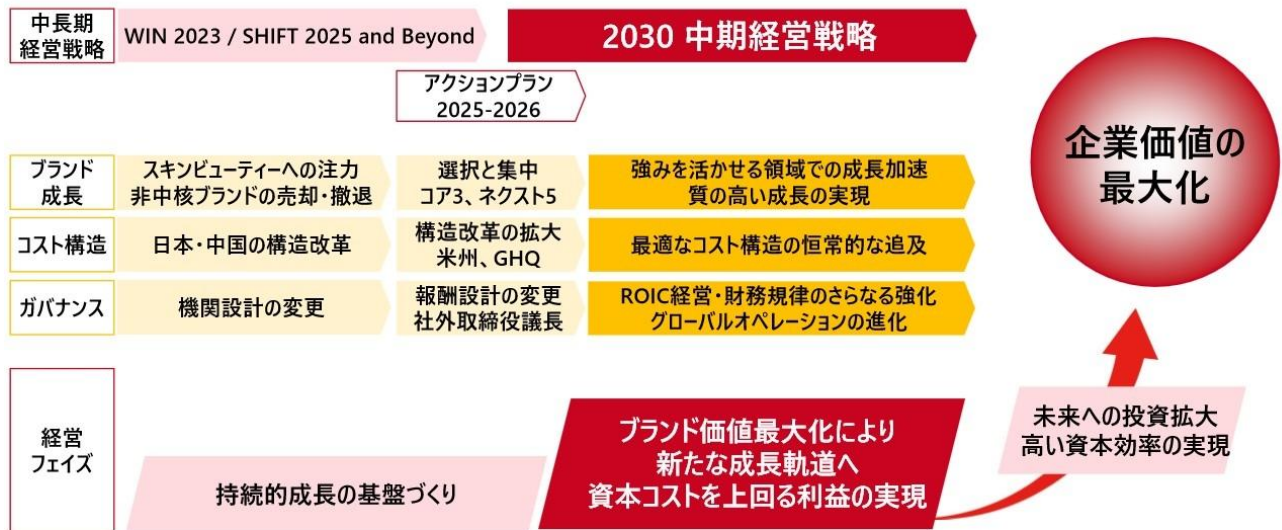 中長期
経営戦略
WIN 2023 / SHIFT 2025 and Beyond
2030 中期経営戦略
アクションプラン
2025-2026
企業価値の
最大化
ブランド
成長
スキンビューティーへの注力
非中核ブランドの売却・撤退
選択と集中
コア3、ネクスト5
強みを活かせる領域での成長加速
質の高い成長の実現
コスト構造
日本・中国の構造改革
構造改革の拡大
米州、GHQ
最適なコスト構造の恒常的な追及
ガバナンス
機関設計の変更
報酬設計の変更
社外取締役議長
ROIC経営・財務規律のさらなる強化
グローバルオペレーションの進化
経営
フェイズ
持続的成長の基盤づくり
ブランド価値最大化により
新たな成長軌道へ
資本コストを上回る利益の実現
未来への投資拡大
高い資本効率の実現